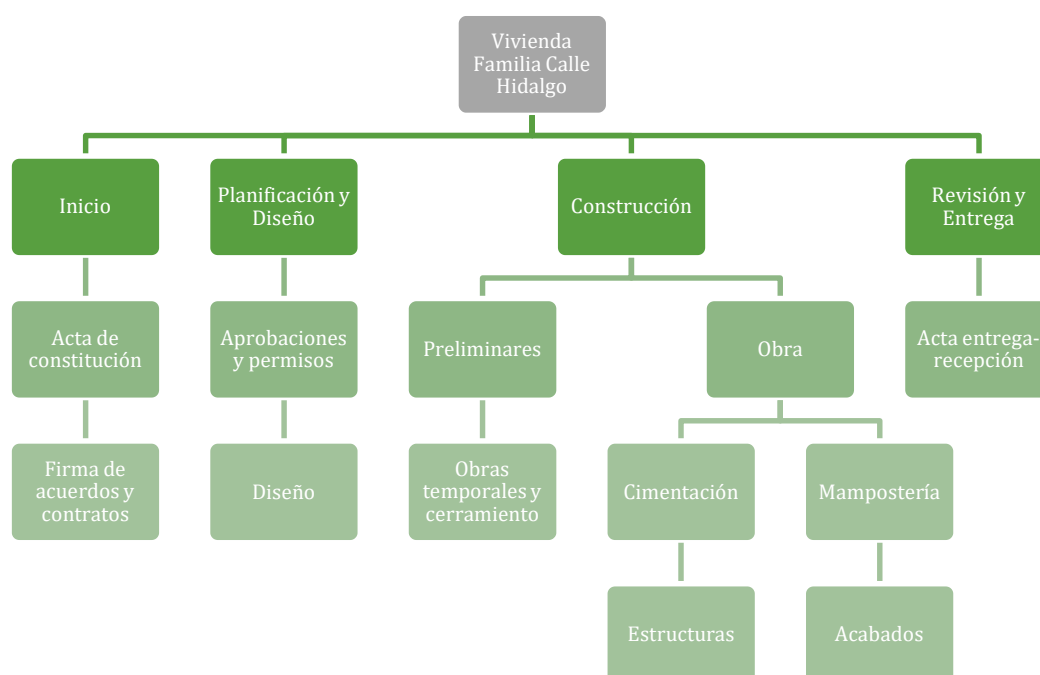 Vivienda
Familia Calle
Hidalgo
Inicio
Planificación y
Diseño
Construcción
Revisión y
Entrega
Acta de
constitución
Aprobaciones
y permisos
Preliminares
Obra
Acta entrega-
recepción
Firma de
acuerdos y
contratos
Diseño
Obras
temporales y
cerramiento
Cimentación
Mampostería
Estructuras
Acabados